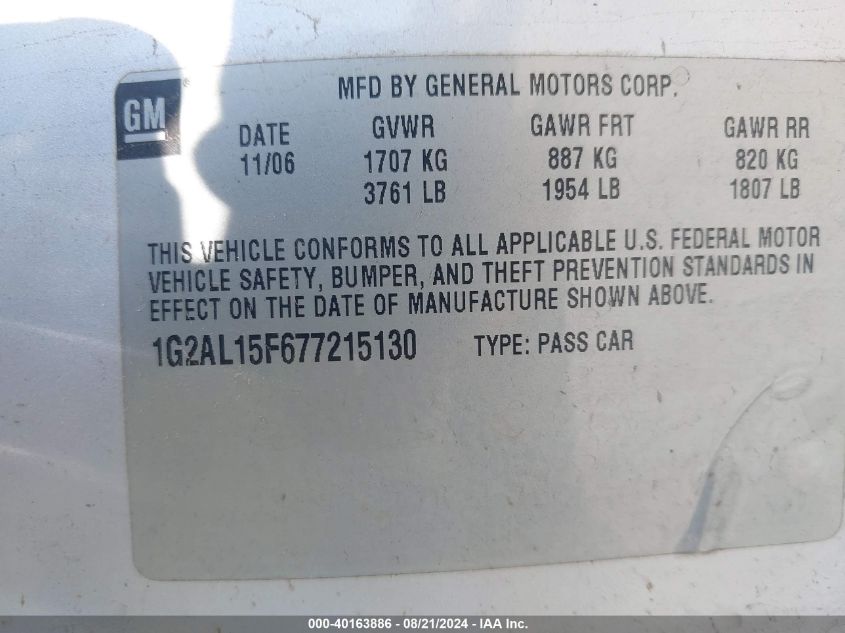 MFD BY GENERAL MOTORS CORP.
GM
DATE GVWR GAWR FRT GAWR RR
11/06 1707 KG 887 KG 820 KG
3761 LB 1954 LB 1807 LB
THIS VEHICLE CONFORMS TO ALL APPLICABLE U.S. FEDERAL MOTOR
VEHICLE SAFETY, BUMPER, AND THEFT PREVENTION STANDARDS IN
EFFECT ON THE DATE OF MANUFACTURE SHOWN ABOVE.
1G2AL15F677215130 TYPE: PASS CAR
000-40163886 - 08/21/2024 - IAA, Inc.